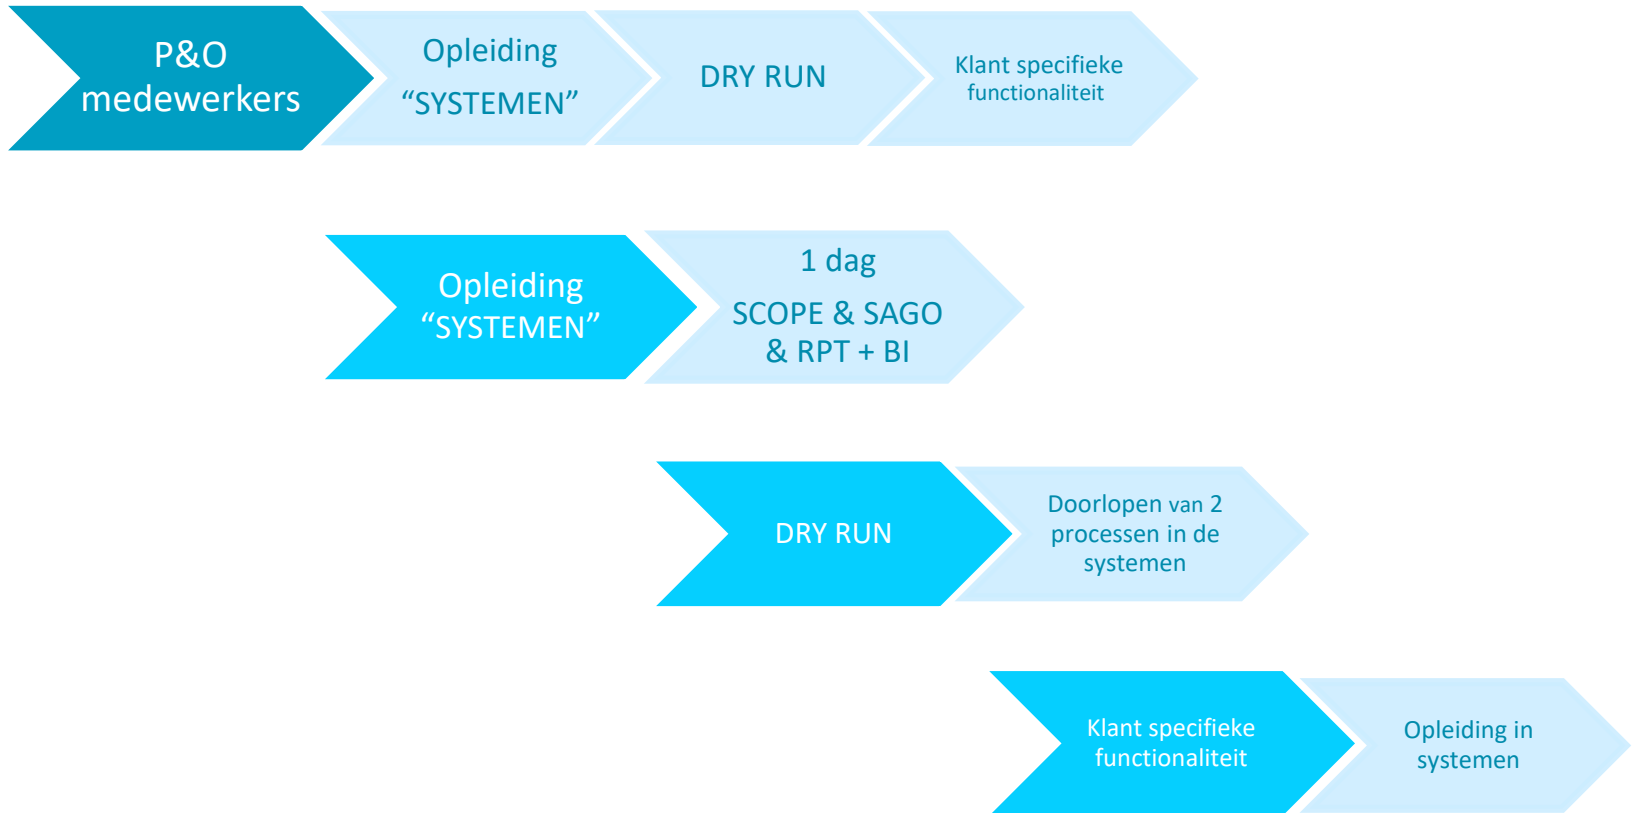 P&O
medewerkers
Opleiding
“SYSTEMEN”
DRY RUN
Klant specifieke
functionaliteit
Opleiding
“SYSTEMEN”
1 dag
SCOPE & SAGO
& RPT + BI
DRY RUN
Doorlopen van 2
processen in de
systemen
Klant specifieke
functionaliteit
Opleiding in
systemen